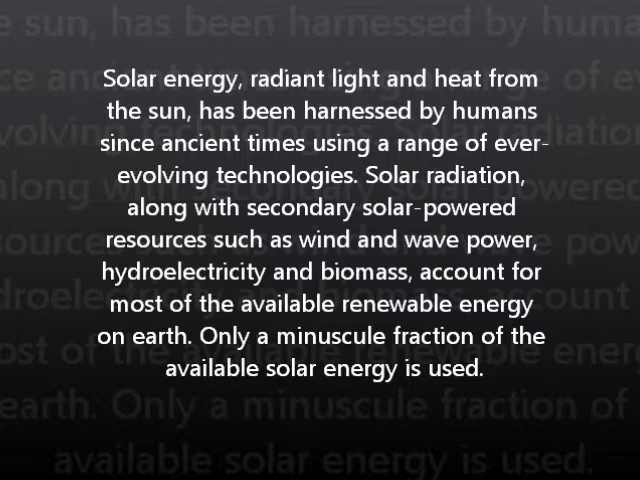 Solar energy, radiant light and heat from
the sun, has been harnessed by humans
since ancient times using a range of ever-
evolving technologies. Solar radiation,
along with secondary solar-powered
resources such as wind and wave power,
hydroelectricity and biomass, account for
most of the available renewable energy
on earth. Only a minuscule fraction of the
available solar energy is used.